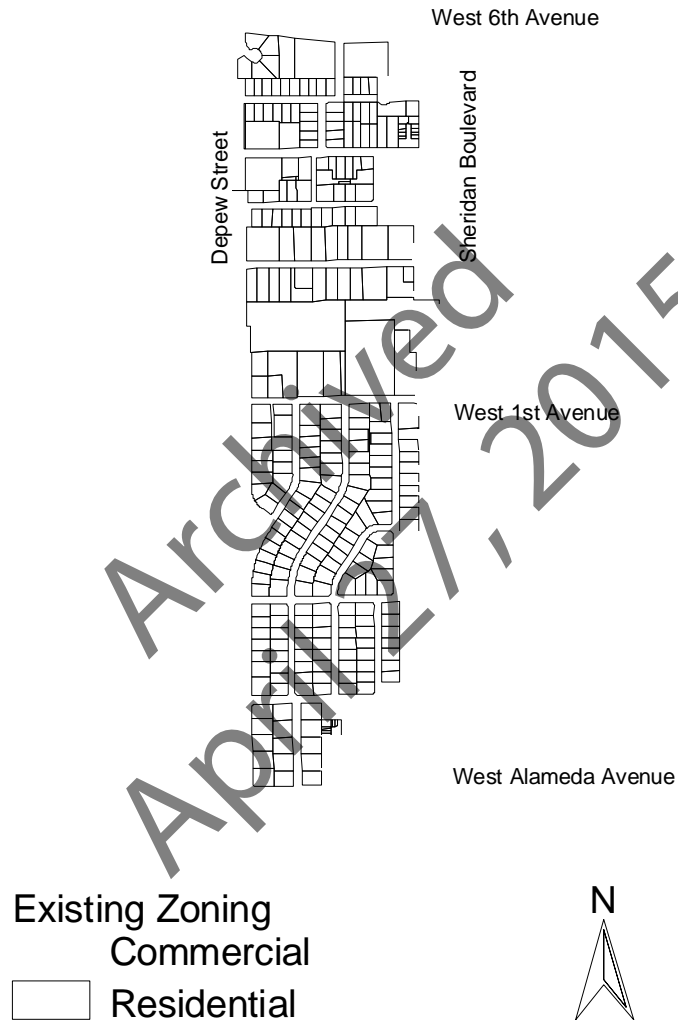 West 6th Avenue
Depew Street
Sheridan Boulevard
West 1st Avenue
West Alameda Avenue
Archived
April 27, 2015
Existing Zoning
Commercial
Residential
N